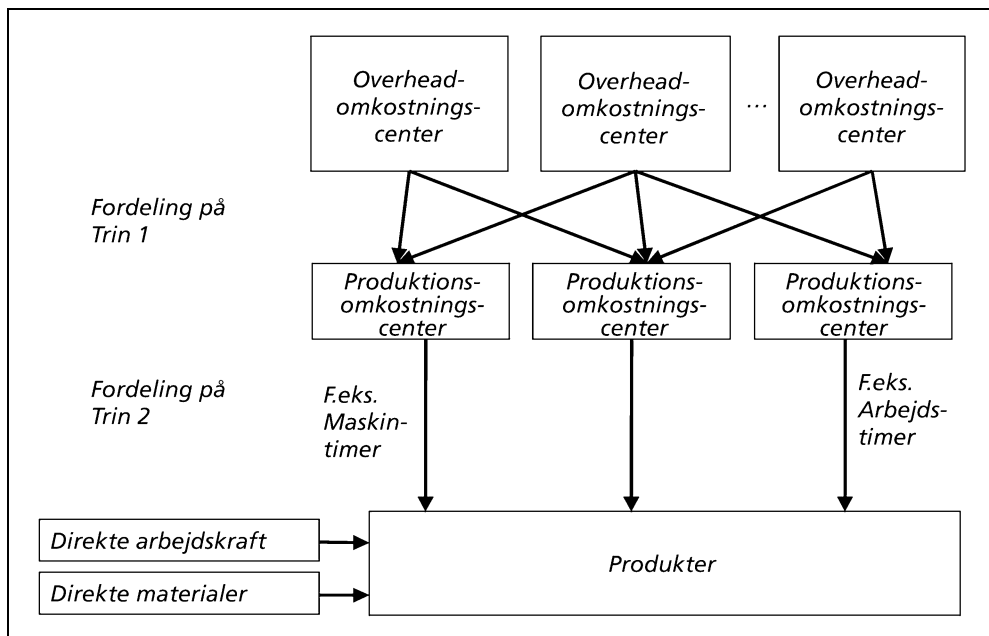 Overhead-
omkostnings-
center
Overhead-
omkostnings-
center
...
Overhead-
omkostnings-
center
Fordeling på
Trin 1
Produktions-
omkostnings-
center
Produktions-
omkostnings-
center
Produktions-
omkostnings-
center
Fordeling på
Trin 2
F.eks.
Maskin-
timer
F.eks.
Arbejds-
timer
Direkte arbejdskraft
Direkte materialer
Produkter